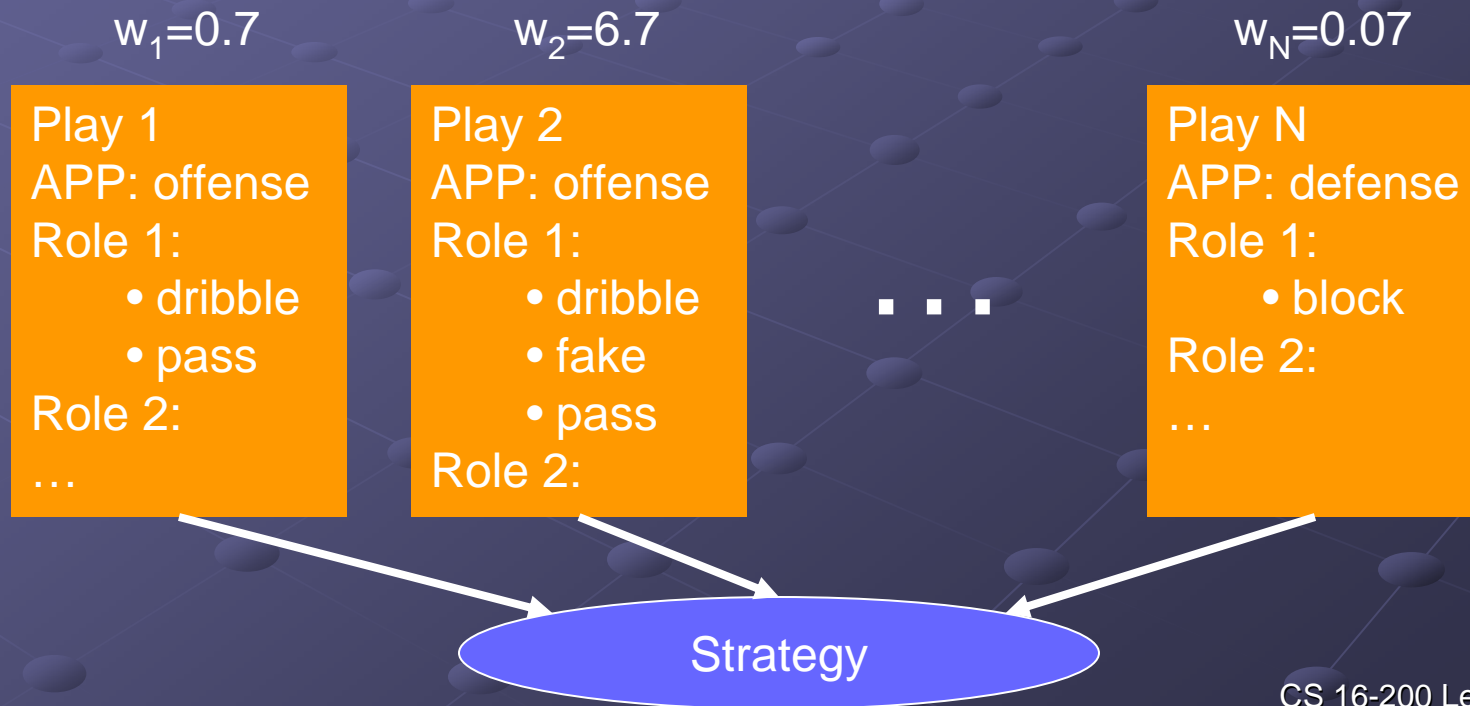 w₁=0.7
w₂=6.7
w_N=0.07
Play 1
APP: offense
Role 1:
• dribble
• pass
Role 2:
…
Play 2
APP: offense
Role 1:
• dribble
• fake
• pass
Role 2:
. . .
Play N
APP: defense
Role 1:
• block
Role 2:
…
Strategy
CS 16-200 Le